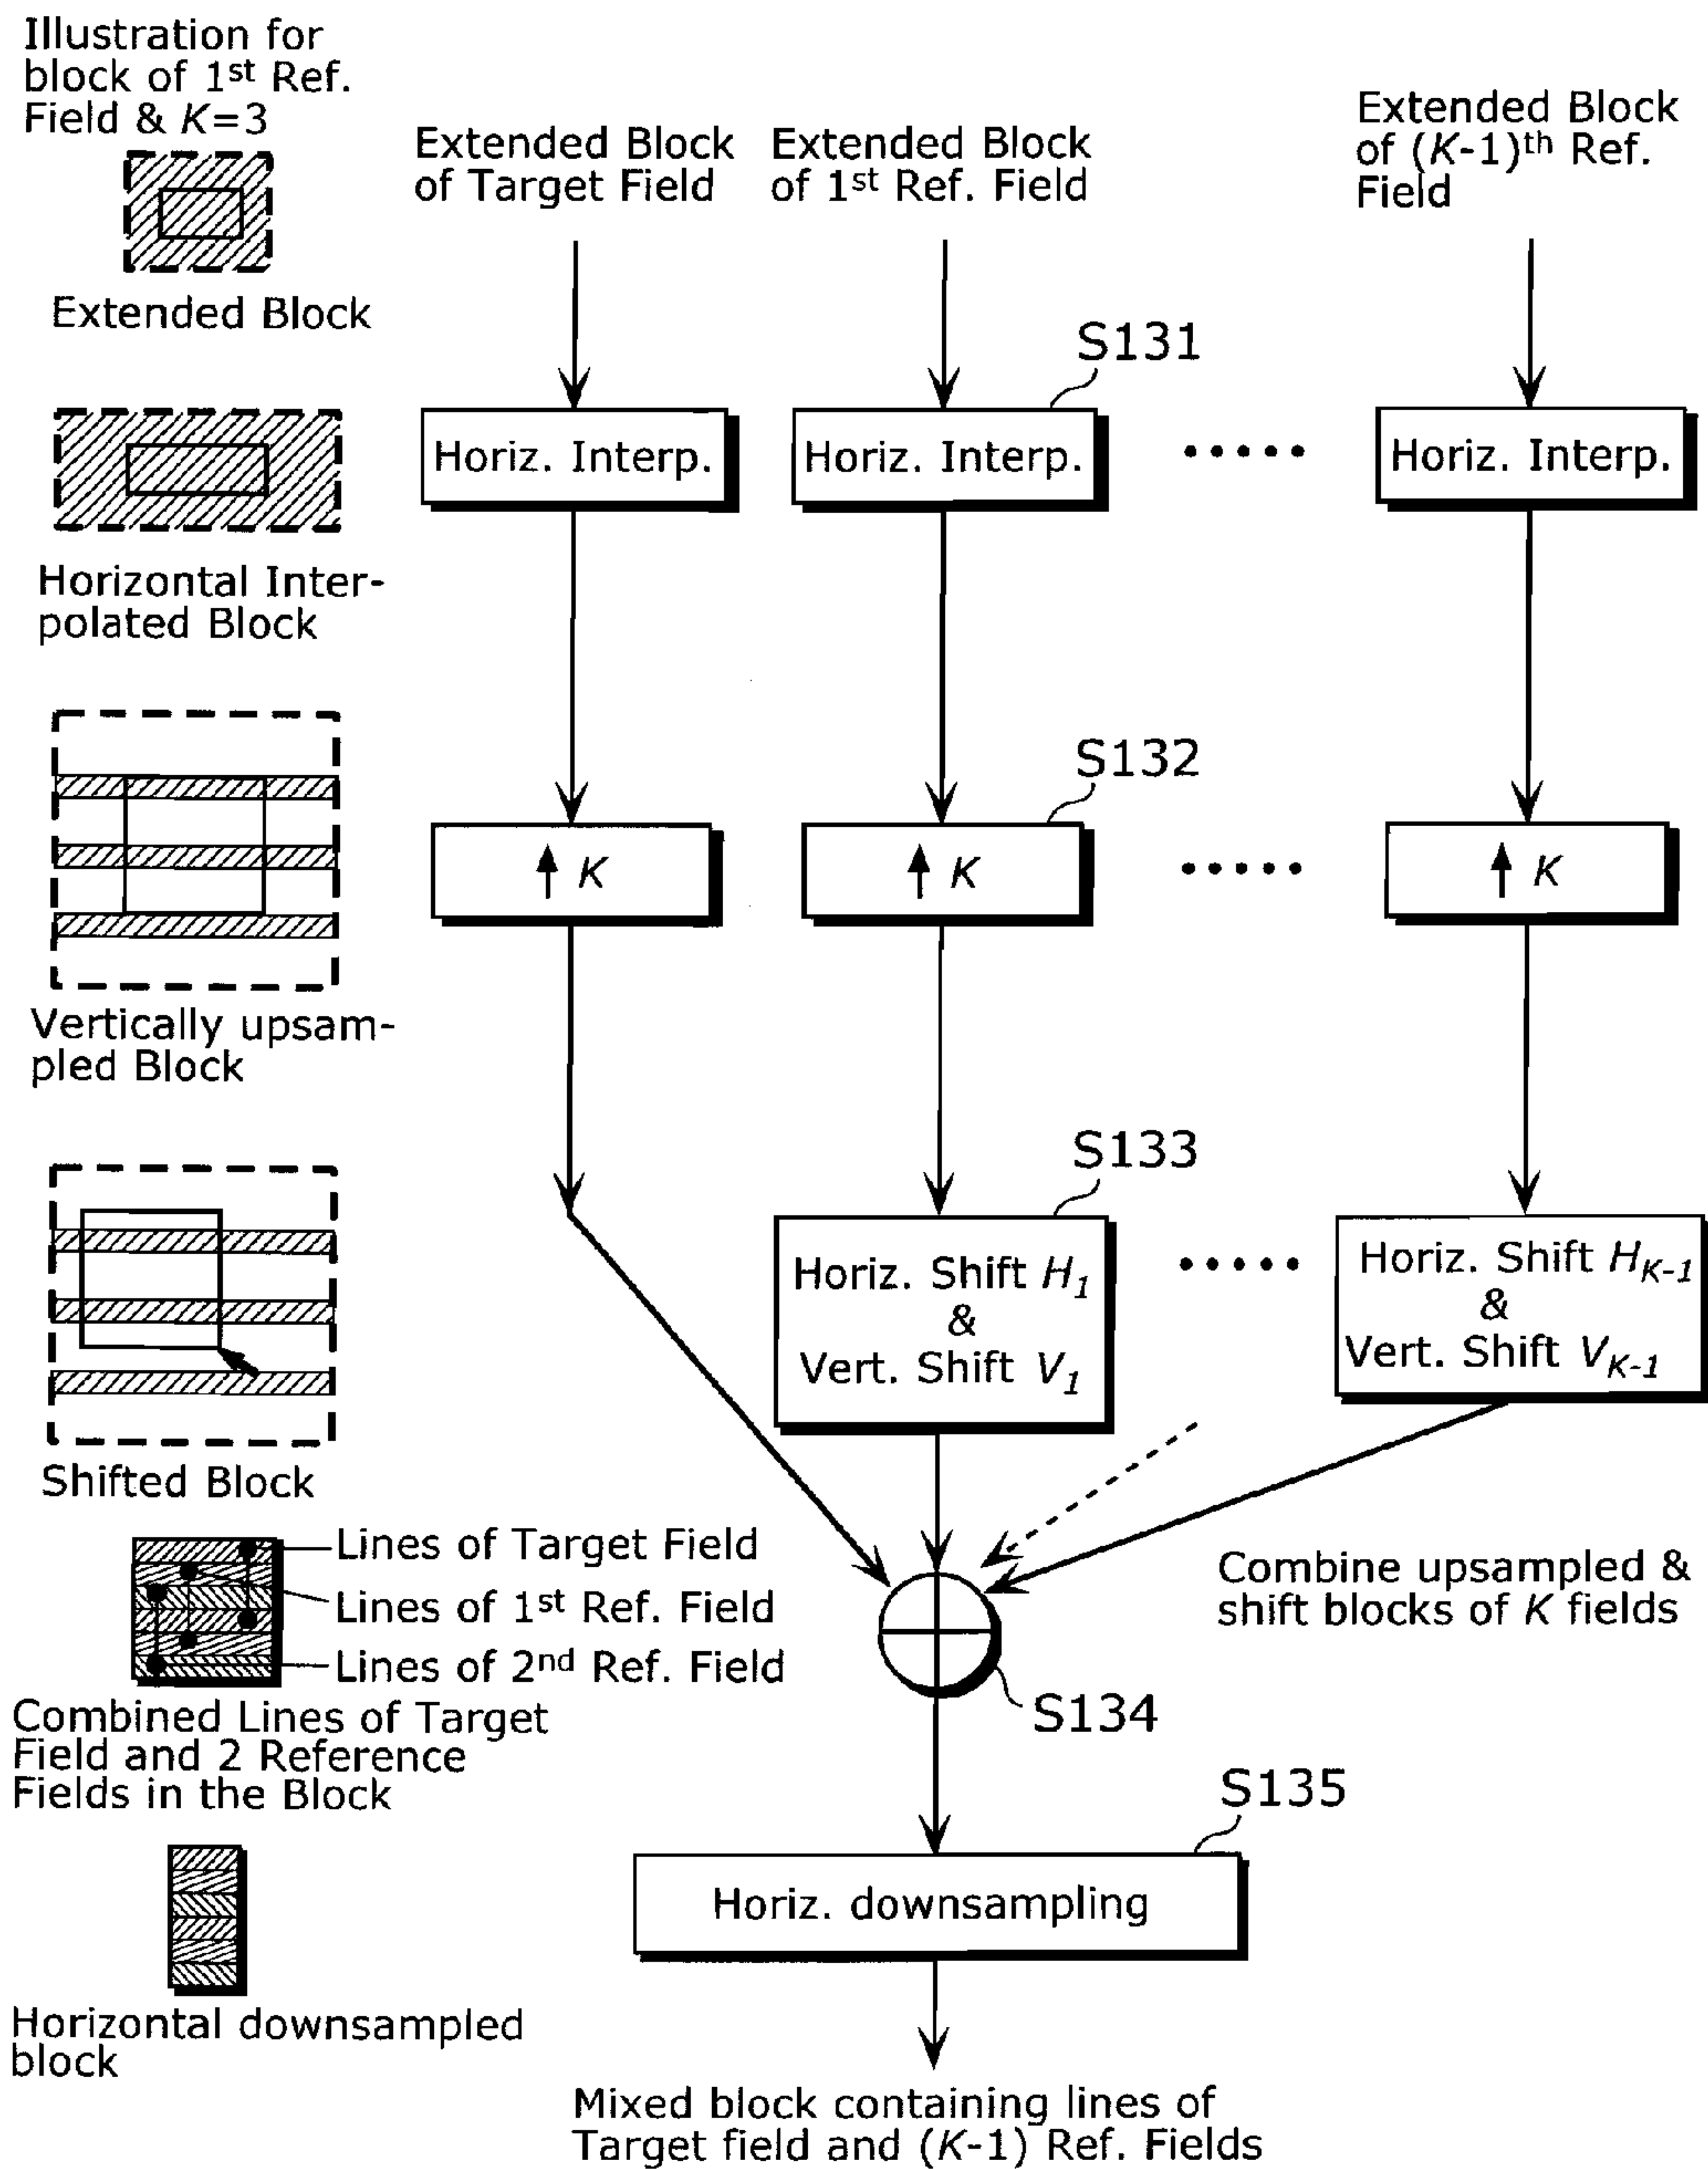 Illustration for
block of 1st Ref.
Field & K=3
Extended Block
Horizontal Inter-
polated Block
Vertically upsam-
pled Block
Shifted Block
Lines of Target Field
Lines of 1st Ref. Field
Lines of 2nd Ref. Field
Combined Lines of Target
Field and 2 Reference
Fields in the Block
Horizontal downsampled
block
Extended Block
of Target Field
Extended Block
of 1st Ref. Field
Extended Block
of (K-1)th Ref.
Field
S131
Horiz. Interp.
Horiz. Interp.
.....
Horiz. Interp.
S132
↑ K
↑ K
.....
↑ K
S133
Horiz. Shift H1
&
Vert. Shift V1
.....
Horiz. Shift HK-1
&
Vert. Shift VK-1
Combine upsampled &
shift blocks of K fields
S134
S135
Horiz. downsampling
Mixed block containing lines of
Target field and (K-1) Ref. Fields